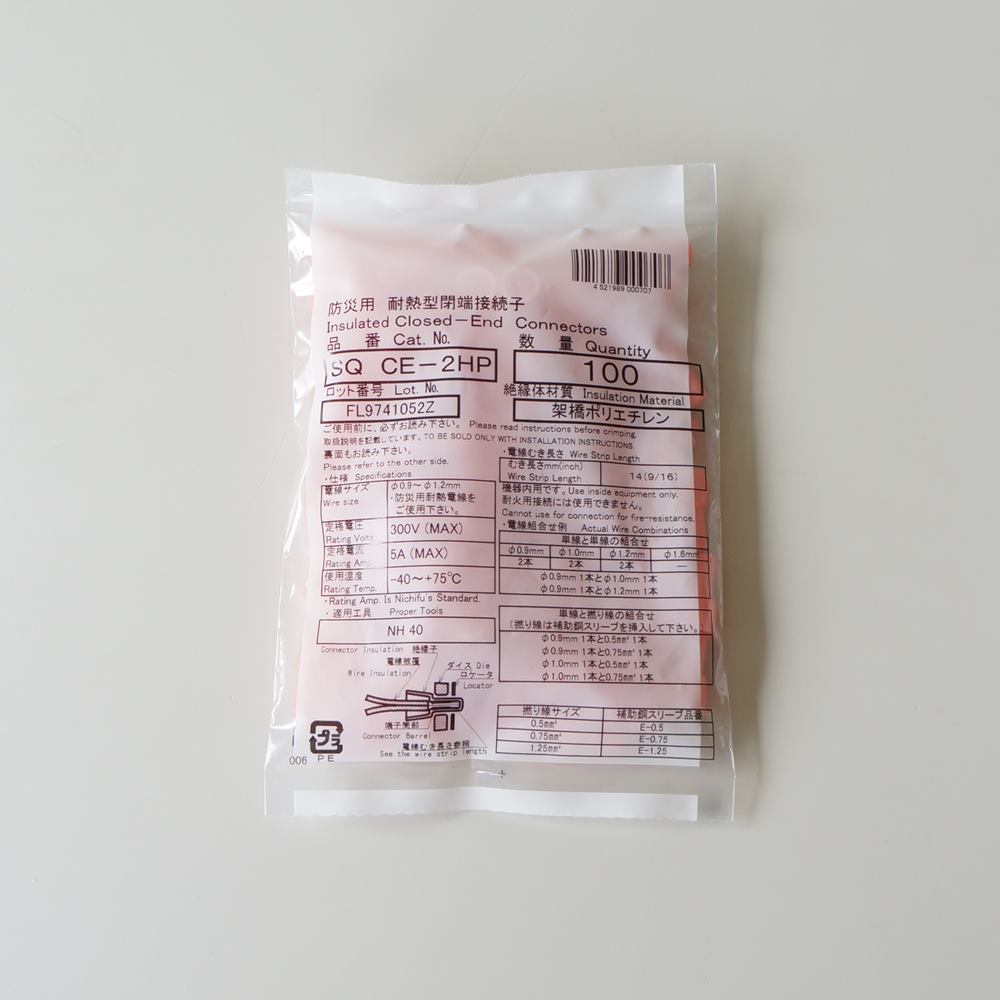 4 521989 000707
防災用 耐熱型閉端接続子
Insulated Closed-End Connectors
品 番 Cat. No.
SQ CE-2HP
数 量 Quantity
100
ロット番号 Lot. No.
FL9741052Z
絶縁体材質 Insulation Material
架橋ポリエチレン
ご使用前に、必ずお読み下さい。 Please read instructions before crimping.
取扱説明を記載しています。TO BE SOLD ONLY WITH INSTALLATION INSTRUCTIONS.
裏面もお読み下さい。
Please refer to the other side.
・仕様 Specifications
電線サイズ
Wire size
φ0.9～φ1.2mm
・防災用耐熱電線を
ご使用下さい。
定格電圧
Rating Volts
300V (MAX)
定格電流
Rating Amp.
5A (MAX)
使用温度
Rating Temp.
-40～+75℃
・Rating Amp. Is Nichifu's Standard.
・適用工具 Proper Tools
NH 40
・電線むき長さ Wire Strip Length
むき長さmm(inch)
Wire Strip Length
14(9/16)
機器内用です。Use inside equipment only.
耐火用接続には使用できません。
Cannot use for connection for fire-resistance.
・電線組合せ例 Actual Wire Combinations
単線と単線の組合せ
φ0.9mm φ1.0mm φ1.2mm φ1.6mm
2本 2本 2本 —
φ0.9mm 1本とφ1.0mm 1本
φ0.9mm 1本とφ1.2mm 1本
単線と撚り線の組合せ
(撚り線は補助銅スリーブを挿入して下さい。)
φ0.9mm 1本と0.5mm² 1本
φ0.9mm 1本と0.75mm² 1本
φ1.0mm 1本と0.5mm² 1本
φ1.0mm 1本と0.75mm² 1本
撚り線サイズ 補助銅スリーブ品番
0.5mm² E-0.5
0.75mm² E-0.75
1.25mm² E-1.25
Connector Insulation 絶縁子
電線被覆
Wire Insulation
ダイス Die
ロケータ
Locator
端子筒部
Connector Barrel
電線むき長さ参照
See the wire strip length
プラ
006 PE